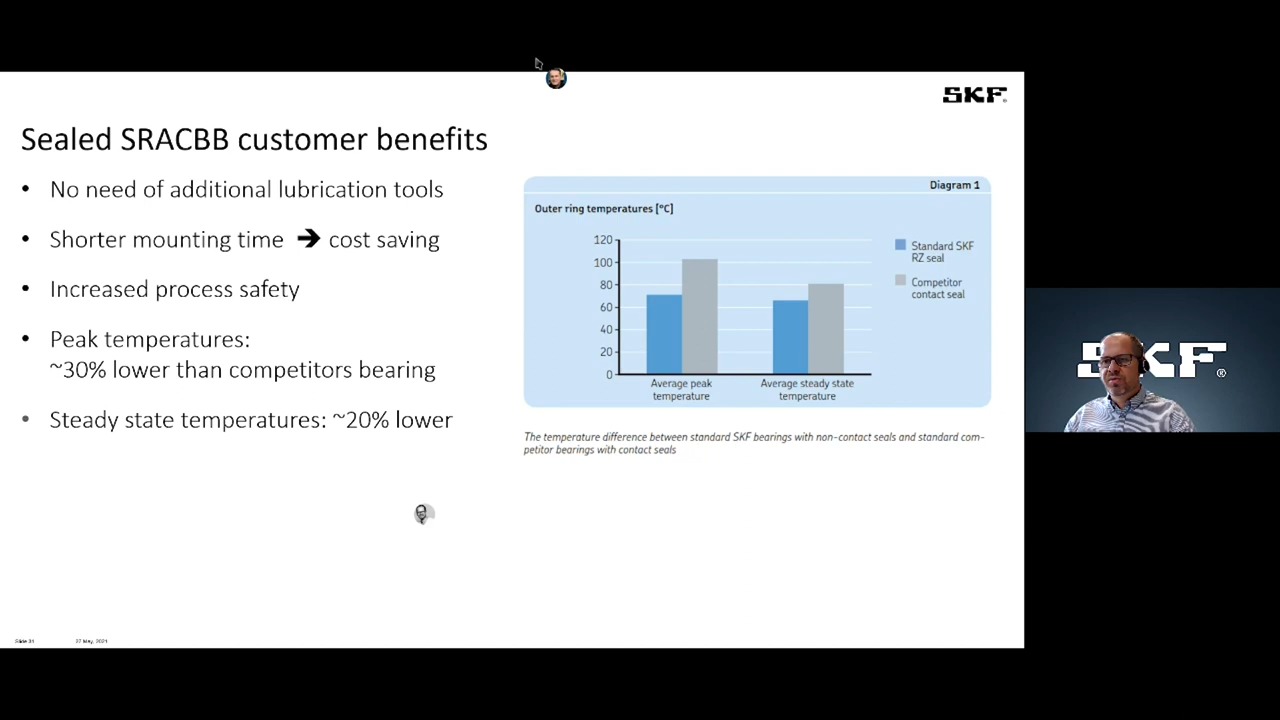 SKF
Sealed SRACBB customer benefits
• No need of additional lubrication tools
• Shorter mounting time ➔ cost saving
• Increased process safety
• Peak temperatures:
~30% lower than competitors bearing
• Steady state temperatures: ~20% lower
Diagram 1
Outer ring temperatures [°C]
120
100
80
60
40
20
0
Average peak
temperature
Average steady state
temperature
Standard SKF
RZ seal
Competitor
contact seal
The temperature difference between standard SKF bearings with non-contact seals and standard com-
petitor bearings with contact seals
Slide 31
27 May, 2021
SKF®